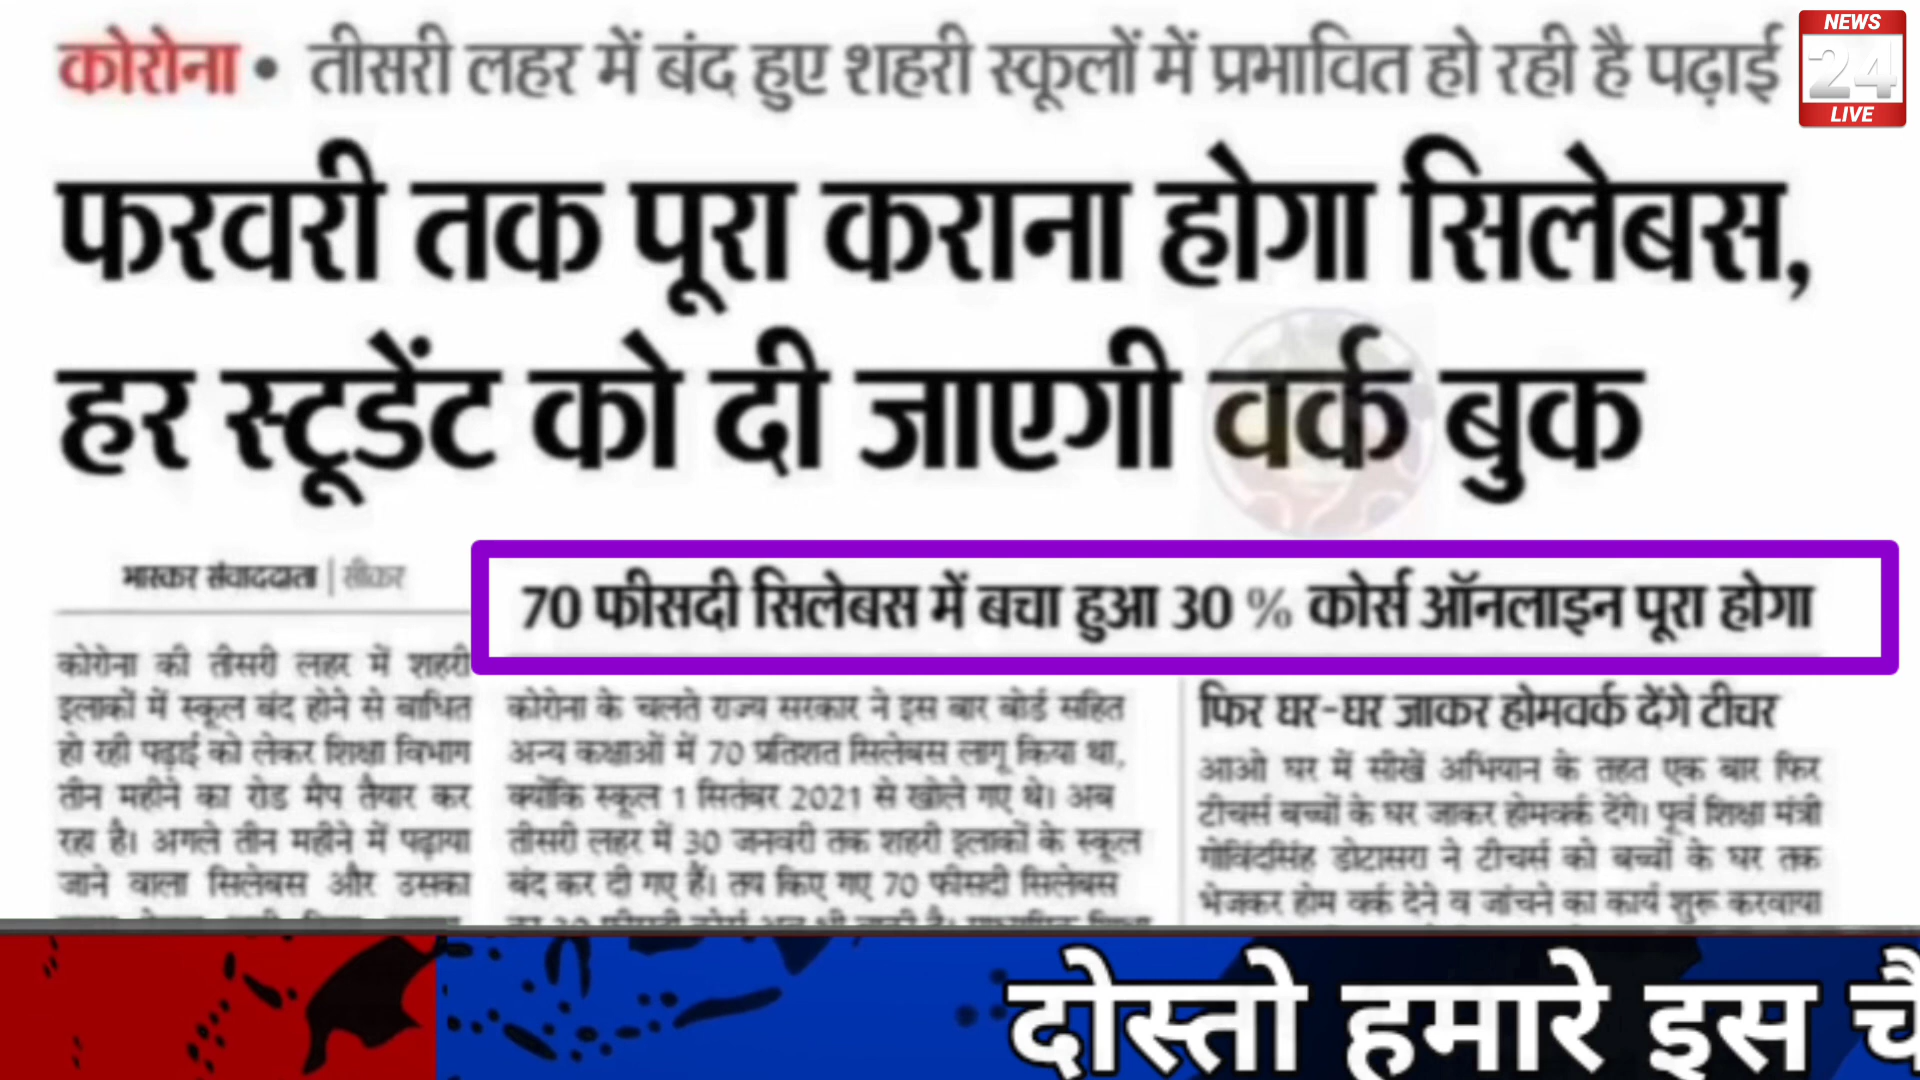 कोरोना • तीसरी लहर में बंद हुए शहरी स्कूलों में प्रभावित हो रही है पढ़ाई
NEWS
24
LIVE
फरवरी तक पूरा कराना होगा सिलेबस,
हर स्टूडेंट को दी जाएगी वर्क बुक
भास्कर संवाददाता | सीकर
कोरोना की तीसरी लहर में शहरी
इलाकों में स्कूल बंद होने से बाधित
हो रही पढ़ाई को लेकर शिक्षा विभाग
तीन महीने का रोड मैप तैयार कर
रहा है। अगले तीन महीने में पढ़ाया
जाने वाला सिलेबस और उसका
70 फीसदी सिलेबस में बचा हुआ 30 % कोर्स ऑनलाइन पूरा होगा
कोरोना के चलते राज्य सरकार ने इस बार बोर्ड सहित
अन्य कक्षाओं में 70 प्रतिशत सिलेबस लागू किया था,
क्योंकि स्कूल 1 सितंबर 2021 से खोले गए थे। अब
तीसरी लहर में 30 जनवरी तक शहरी इलाकों के स्कूल
बंद कर दी गए हैं। तय किए गए 70 फीसदी सिलेबस
फिर घर-घर जाकर होमवर्क देंगे टीचर
आओ घर में सीखें अभियान के तहत एक बार फिर
टीचर्स बच्चों के घर जाकर होमवर्क देंगे। पूर्व शिक्षा मंत्री
गोविंदसिंह डोटासरा ने टीचर्स को बच्चों के घर तक
भेजकर होम वर्क देने व जांचने का कार्य शुरू करवाया
दोस्तो हमारे इस